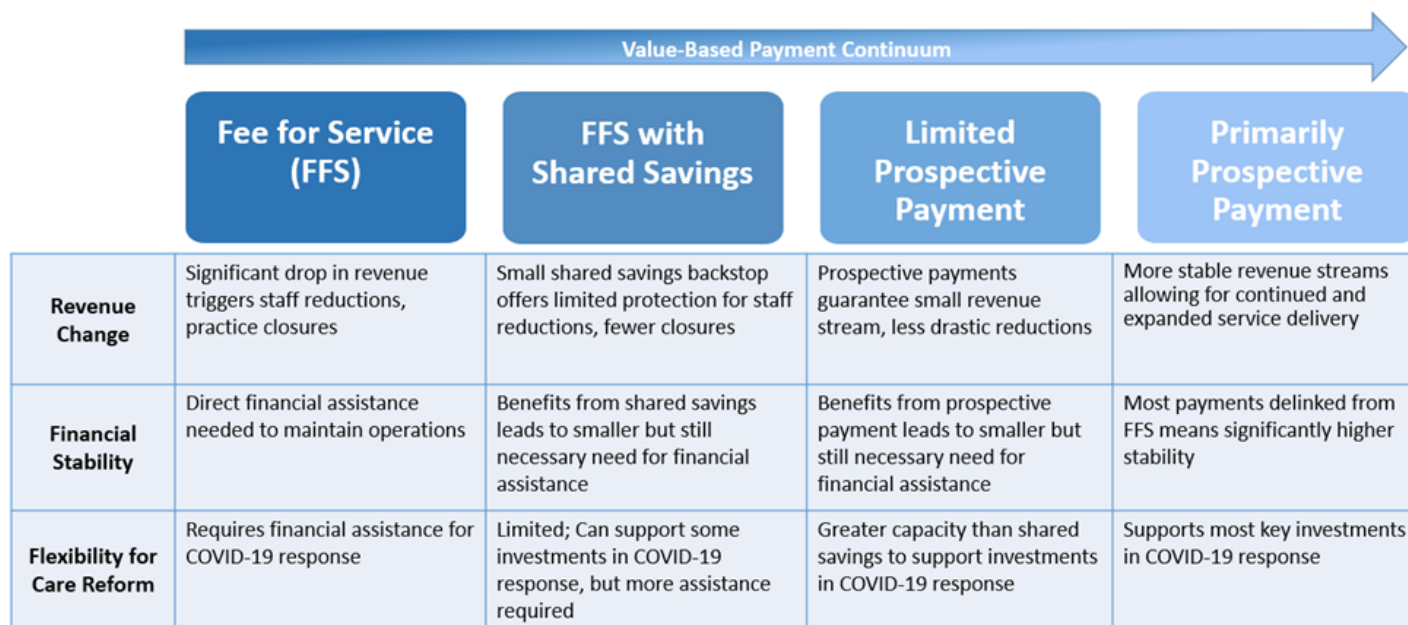 Value-Based Payment Continuum
Fee for Service
(FFS)
FFS with
Shared Savings
Limited
Prospective
Payment
Primarily
Prospective
Payment
Revenue
Change
Significant drop in revenue
triggers staff reductions,
practice closures
Small shared savings backstop
offers limited protection for staff
reductions, fewer closures
Prospective payments
guarantee small revenue
stream, less drastic reductions
More stable revenue streams
allowing for continued and
expanded service delivery
Financial
Stability
Direct financial assistance
needed to maintain operations
Benefits from shared savings
leads to smaller but still
necessary need for financial
assistance
Benefits from prospective
payment leads to smaller but
still necessary need for
financial assistance
Most payments delinked from
FFS means significantly higher
stability
Flexibility for
Care Reform
Requires financial assistance for
COVID-19 response
Limited; Can support some
investments in COVID-19
response, but more assistance
required
Greater capacity than shared
savings to support investments
in COVID-19 response
Supports most key investments
in COVID-19 response